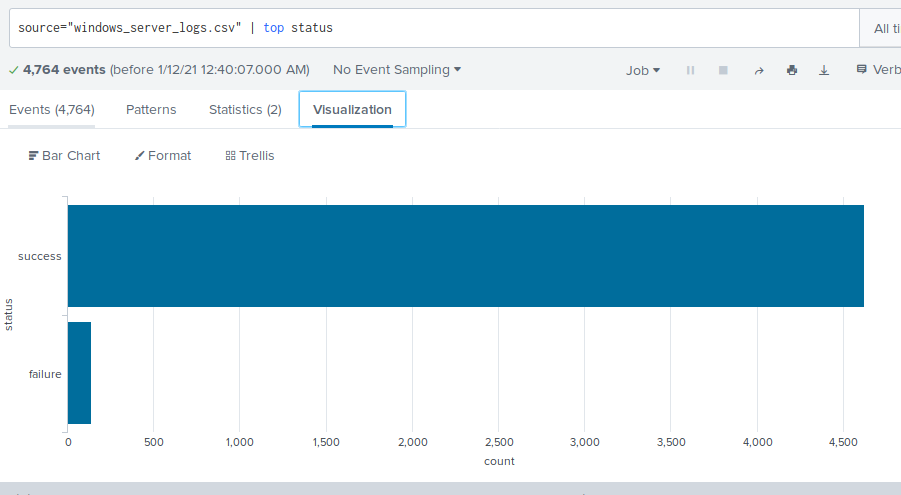 source="windows_server_logs.csv" | top status
All ti
4,764 events (before 1/12/21 12:40:07.000 AM)
No Event Sampling
Job
Verb
Events (4,764)
Patterns
Statistics (2)
Visualization
Bar Chart
Format
Trellis
success
failure
status
0 500 1,000 1,500 2,000 2,500 3,000 3,500 4,000 4,500
count